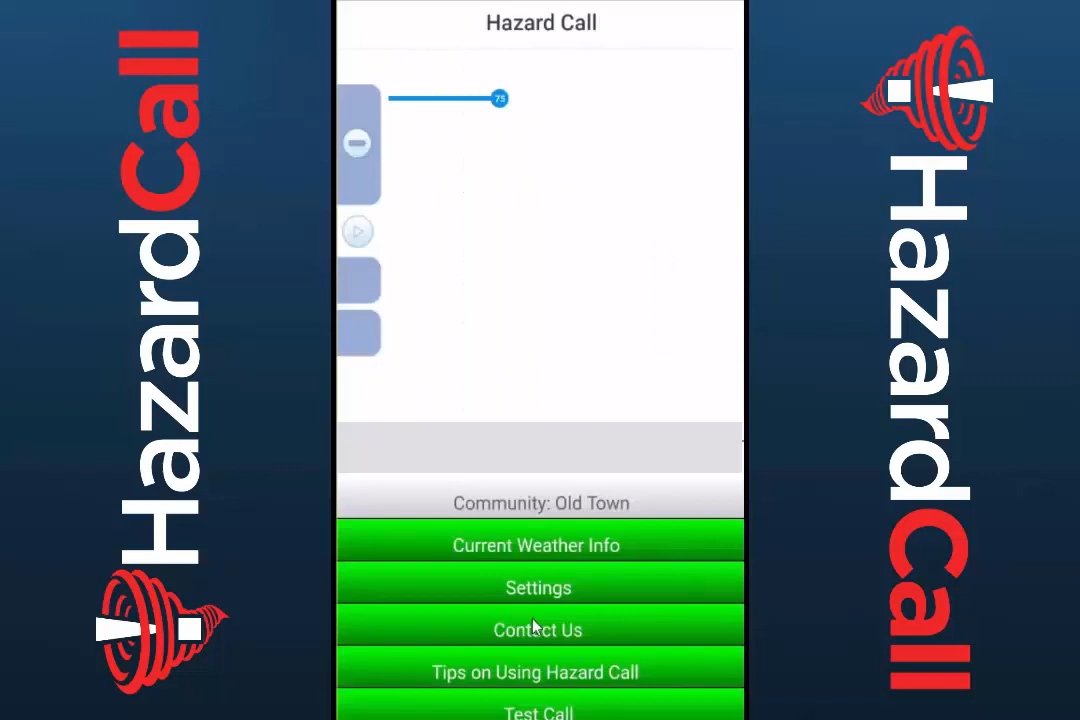 HazardCall
Hazard Call
75
Community: Old Town
Current Weather Info
Settings
Contact Us
Tips on Using Hazard Call
Test Call
HazardCall